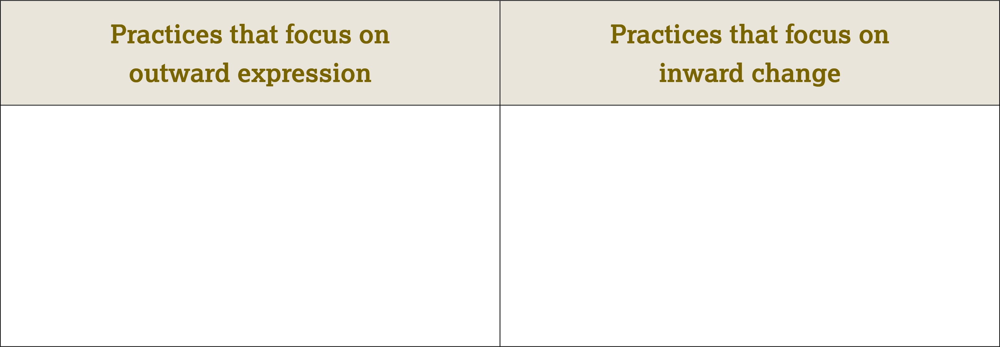 Practices that focus on
outward expression
Practices that focus on
inward change